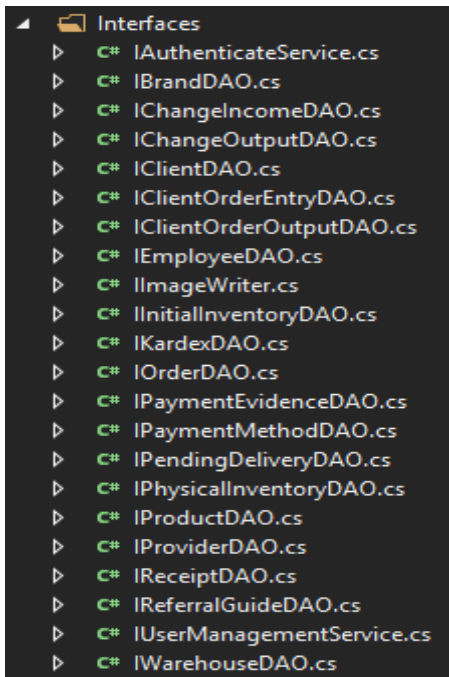 Interfaces
C# IAuthenticateService.cs
C# IBrandDAO.cs
C# IChangeIncomeDAO.cs
C# IChangeOutputDAO.cs
C# IClientDAO.cs
C# IClientOrderEntryDAO.cs
C# IClientOrderOutputDAO.cs
C# IEmployeeDAO.cs
C# IImageWriter.cs
C# IInitialInventoryDAO.cs
C# IKardexDAO.cs
C# IOrderDAO.cs
C# IPaymentEvidenceDAO.cs
C# IPaymentMethodDAO.cs
C# IPendingDeliveryDAO.cs
C# IPhysicalInventoryDAO.cs
C# IProductDAO.cs
C# IProviderDAO.cs
C# IReceiptDAO.cs
C# IReferralGuideDAO.cs
C# IUserManagementService.cs
C# IWarehouseDAO.cs